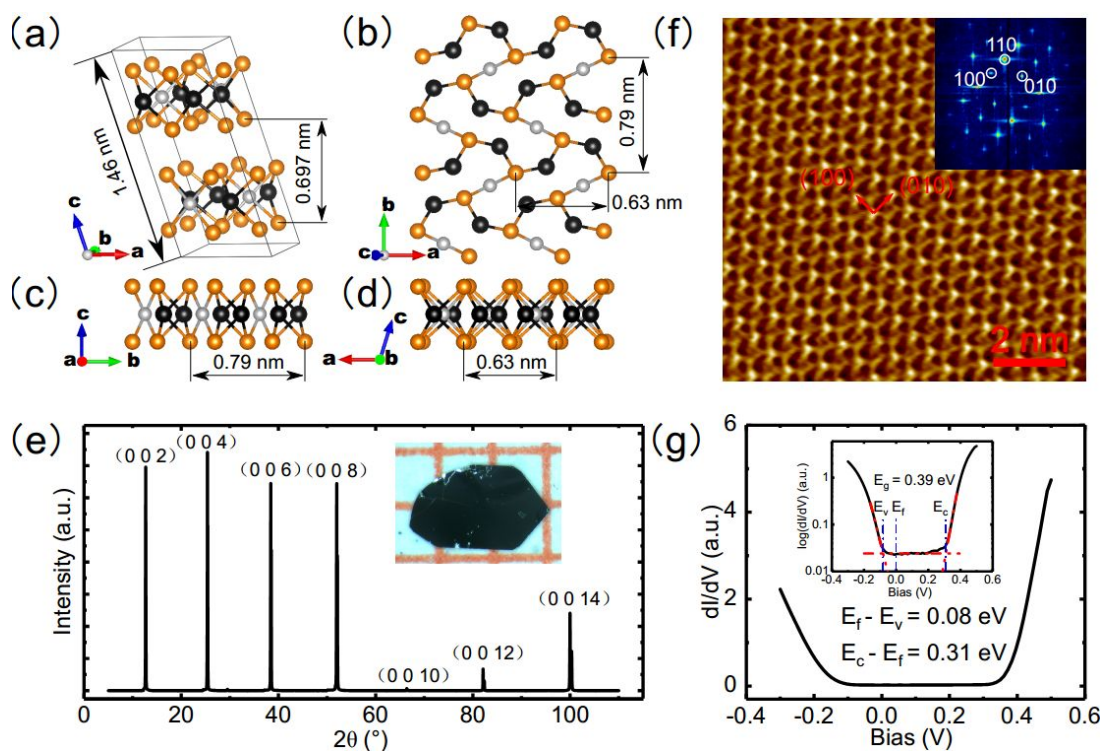 (a)
1.46 nm
0.697 nm
c
b
a
(b)
0.79 nm
0.63 nm
b
c
a
(c)
c
a
b
0.79 nm
(d)
c
a
b
0.63 nm
(e)
Intensity (a.u.)
(0 0 2)
(0 0 4)
(0 0 6)
(0 0 8)
(0 0 10)
(0 0 12)
(0 0 14)
0 20 40 60 80 100
2θ (°)
(f)
110
100
010
(100)
(010)
2 nm
(g)
dI/dV (a.u.)
6
4
2
0
-0.4 -0.2 0.0 0.2 0.4 0.6
Bias (V)
log(dI/dV) (a.u.)
1
0.1
0.01
E_g = 0.39 eV
E_v E_f E_c
-0.4 -0.2 0.0 0.2 0.4 0.6
Bias (V)
E_f - E_v = 0.08 eV
E_c - E_f = 0.31 eV